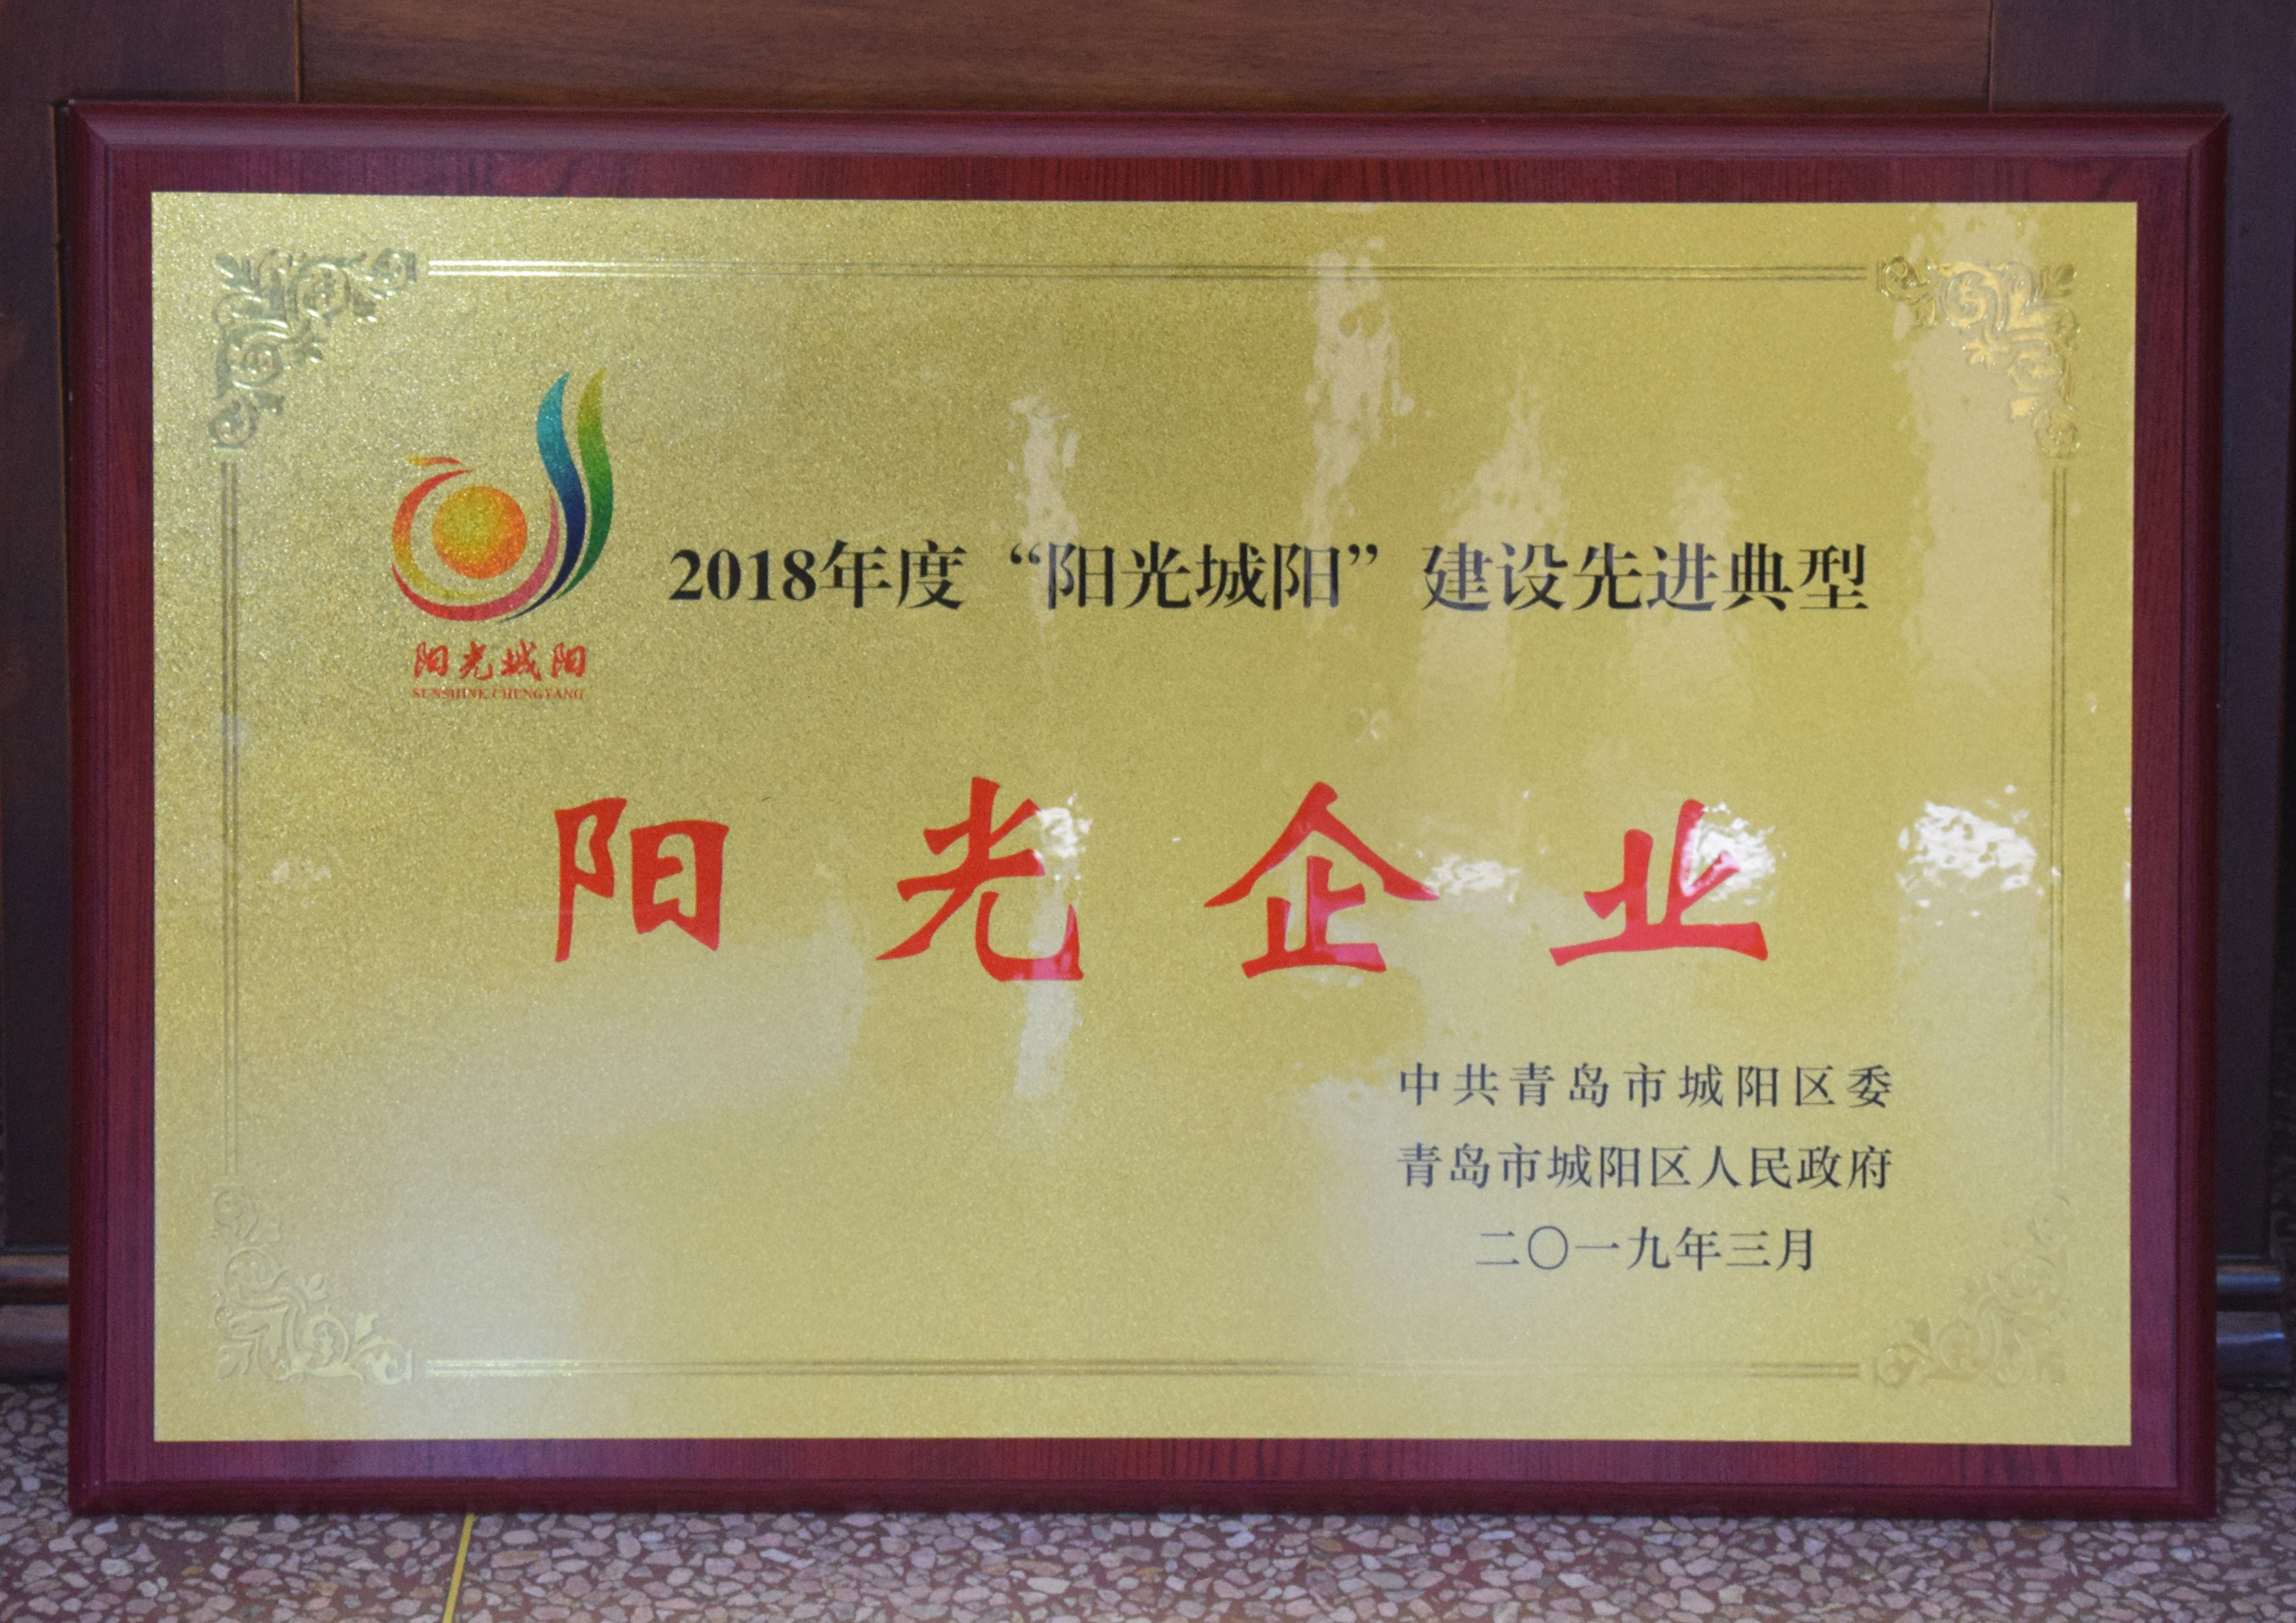 2018年度“阳光城阳”建设先进典型
阳光城阳
SUNSHINE CHENGYANG
阳光企业
中共青岛市城阳区委
青岛市城阳区人民政府
二〇一九年三月